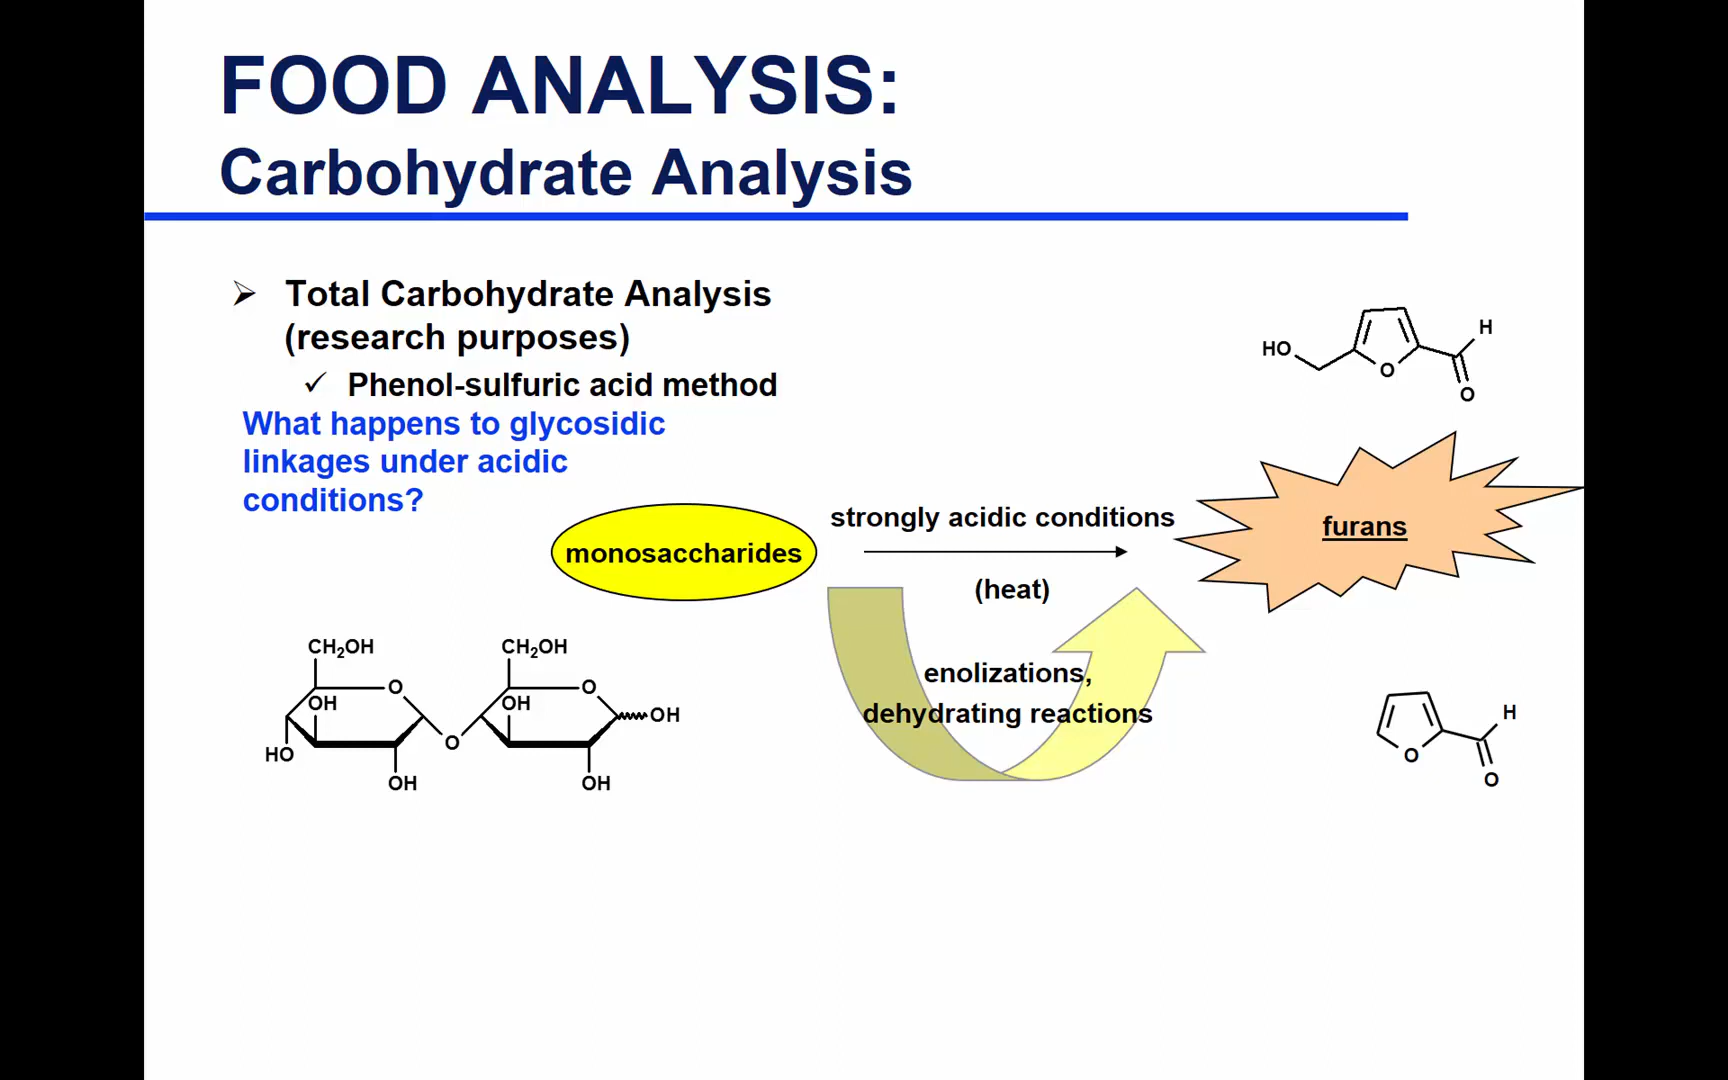 FOOD ANALYSIS:
Carbohydrate Analysis
Total Carbohydrate Analysis
(research purposes)
Phenol-sulfuric acid method
What happens to glycosidic
linkages under acidic
conditions?
monosaccharides
strongly acidic conditions
(heat)
enolizations,
dehydrating reactions
furans
HO
O
H
O
CH₂OH
CH₂OH
O
O
OH
OH
OH
HO
O
OH
OH
H
O
O